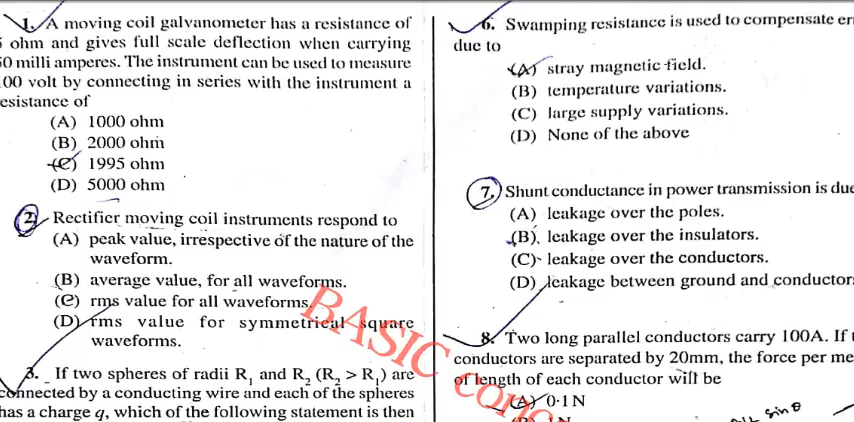 1. A moving coil galvanometer has a resistance of
5 ohm and gives full scale deflection when carrying
50 milli amperes. The instrument can be used to measure
100 volt by connecting in series with the instrument a
resistance of
(A) 1000 ohm
(B) 2000 ohm
(C) 1995 ohm
(D) 5000 ohm
2. Rectifier moving coil instruments respond to
(A) peak value, irrespective of the nature of the
waveform.
(B) average value, for all waveforms.
(C) rms value for all waveforms.
(D) rms value for symmetrical square
waveforms.
3. If two spheres of radii R1 and R2 (R2 > R1) are
connected by a conducting wire and each of the spheres
has a charge q, which of the following statement is then
6. Swamping resistance is used to compensate er
due to
(A) stray magnetic field.
(B) temperature variations.
(C) large supply variations.
(D) None of the above
7. Shunt conductance in power transmission is due
(A) leakage over the poles.
(B) leakage over the insulators.
(C) leakage over the conductors.
(D) leakage between ground and conductor
8. Two long parallel conductors carry 100A. If
conductors are separated by 20mm, the force per me
of length of each conductor will be
(A) 0·1 N
(B) 1 N
sin θ
BASIC